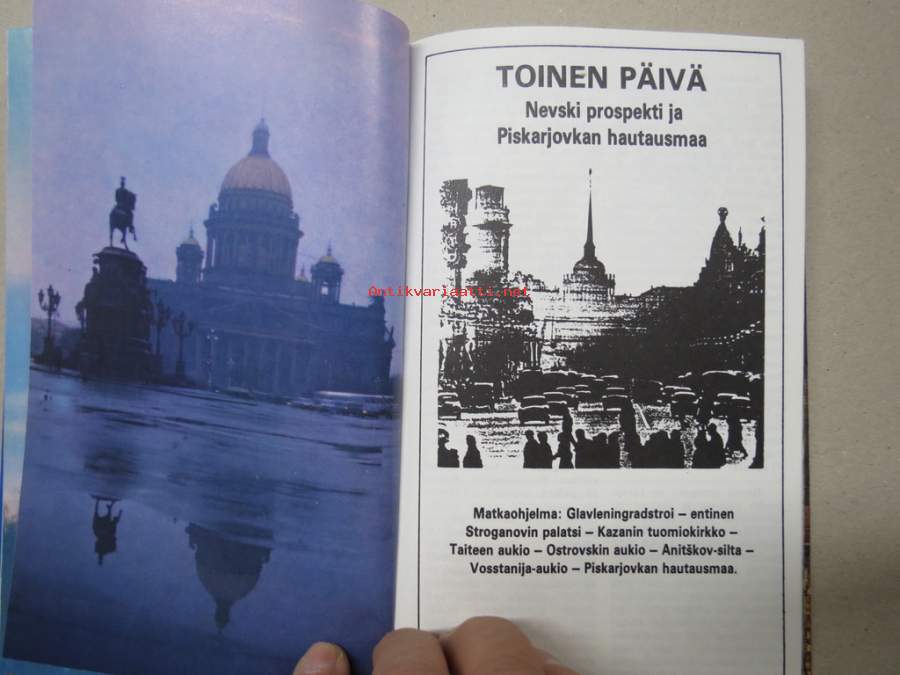 TOINEN PÄIVÄ
Nevski prospekti ja
Piskarjovkan hautausmaa
Antikvariaatti.net
Matkaohjelma: Glavleningradstroi – entinen
Stroganovin palatsi – Kazanin tuomiokirkko –
Taiteen aukio – Ostrovskin aukio – Anitškov-silta –
Vosstanija-aukio – Piskarjovkan hautausmaa.